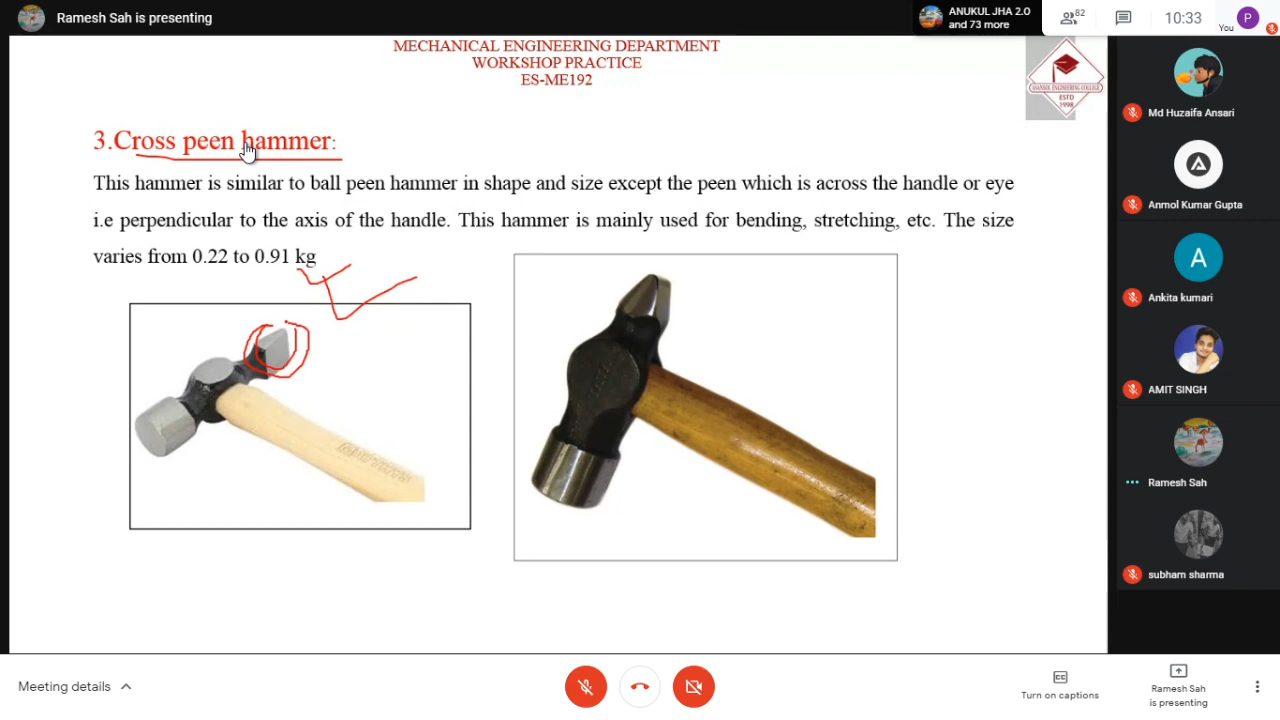 Ramesh Sah is presenting
ANUKUL JHA 2.0
and 73 more
82
10:33
You
P
MECHANICAL ENGINEERING DEPARTMENT
WORKSHOP PRACTICE
ES-ME192
ENGINEERING COLLEGE
ESTD
1998
3.Cross peen hammer:
This hammer is similar to ball peen hammer in shape and size except the peen which is across the handle or eye
i.e perpendicular to the axis of the handle. This hammer is mainly used for bending, stretching, etc. The size
varies from 0.22 to 0.91 kg
Md Huzaifa Ansari
Anmol Kumar Gupta
A
Ankita kumari
AMIT SINGH
Ramesh Sah
subham sharma
Meeting details
CC
Turn on captions
Ramesh Sah
is presenting